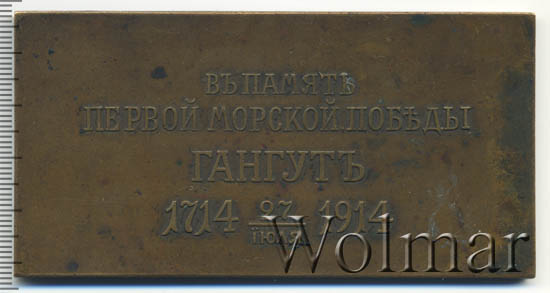 ВЪ ПАМЯТЬ
ПЕРВОЙ МОРСКОЙ ПОБѢДЫ
ГАНГУТЪ
1714 27 1914
ІЮЛЯ
Wolmar